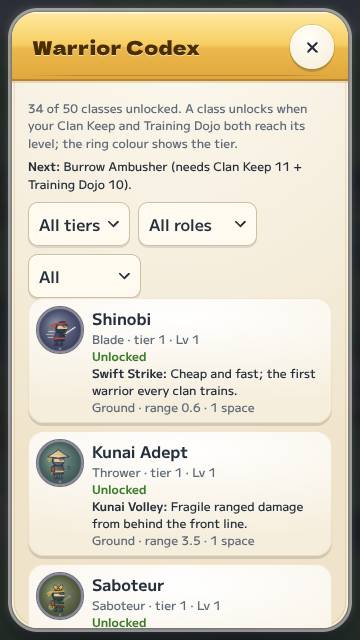 Warrior Codex
34 of 50 classes unlocked. A class unlocks when
your Clan Keep and Training Dojo both reach its
level; the ring colour shows the tier.
Next: Burrow Ambusher (needs Clan Keep 11 +
Training Dojo 10).
All tiers
All roles
All
Shinobi
Blade · tier 1 · Lv 1
Unlocked
Swift Strike: Cheap and fast; the first
warrior every clan trains.
Ground · range 0.6 · 1 space
Kunai Adept
Thrower · tier 1 · Lv 1
Unlocked
Kunai Volley: Fragile ranged damage
from behind the front line.
Ground · range 3.5 · 1 space
Saboteur
Saboteur · tier 1 · Lv 1
Unlocked